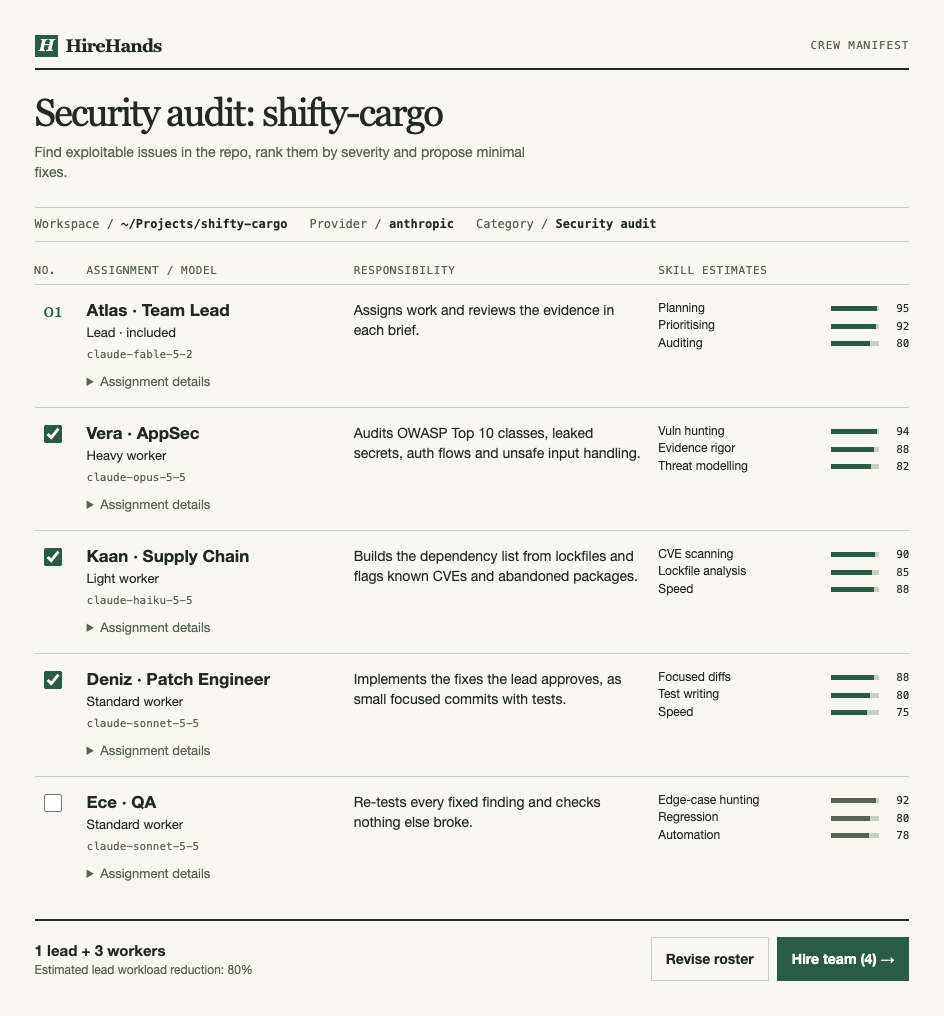 H HireHands
CREW MANIFEST
Security audit: shifty-cargo
Find exploitable issues in the repo, rank them by severity and propose minimal
fixes.
Workspace / ~/Projects/shifty-cargo Provider / anthropic Category / Security audit
NO. ASSIGNMENT / MODEL RESPONSIBILITY SKILL ESTIMATES
01
Atlas · Team Lead
Lead · included
claude-fable-5-2
▶ Assignment details
Assigns work and reviews the evidence in
each brief.
Planning 95
Prioritising 92
Auditing 80
Vera · AppSec
Heavy worker
claude-opus-5-5
▶ Assignment details
Audits OWASP Top 10 classes, leaked
secrets, auth flows and unsafe input handling.
Vuln hunting 94
Evidence rigor 88
Threat modelling 82
Kaan · Supply Chain
Light worker
claude-haiku-5-5
▶ Assignment details
Builds the dependency list from lockfiles and
flags known CVEs and abandoned packages.
CVE scanning 90
Lockfile analysis 85
Speed 88
Deniz · Patch Engineer
Standard worker
claude-sonnet-5-5
▶ Assignment details
Implements the fixes the lead approves, as
small focused commits with tests.
Focused diffs 88
Test writing 80
Speed 75
Ece · QA
Standard worker
claude-sonnet-5-5
▶ Assignment details
Re-tests every fixed finding and checks
nothing else broke.
Edge-case hunting 92
Regression 80
Automation 78
1 lead + 3 workers
Estimated lead workload reduction: 80%
Revise roster
Hire team (4) →